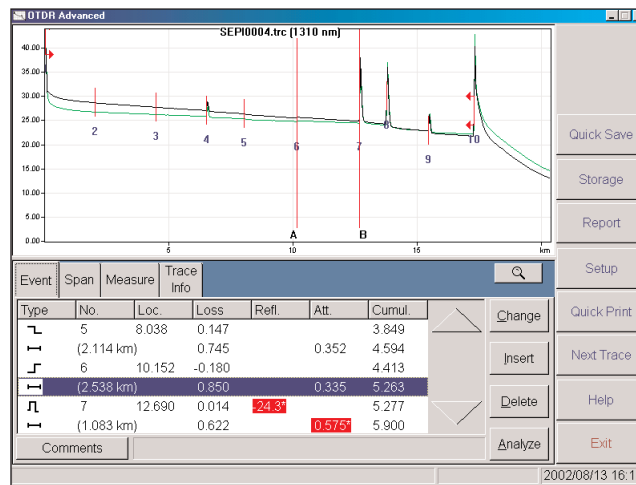 OTDR Advanced
SEPI0004.trc (1310 nm)
40.00
35.00
30.00
25.00
20.00
15.00
10.00
5.00
0.00
2
3
4
5
6
7
8
9
10
A
B
5
10
15
km
Quick Save
Storage
Report
Setup
Quick Print
Next Trace
Help
Exit
Event Span Measure Trace Info
Type No. Loc. Loss Refl. Att. Cumul.
5 8.038 0.147 3.849
(2.114 km) 0.745 0.352 4.594
6 10.152 -0.180 4.413
(2.538 km) 0.850 0.335 5.263
7 12.690 0.014 -24.3* 5.277
(1.083 km) 0.622 0.575* 5.900
Change
Insert
Delete
Analyze
Comments
2002/08/13 16:1